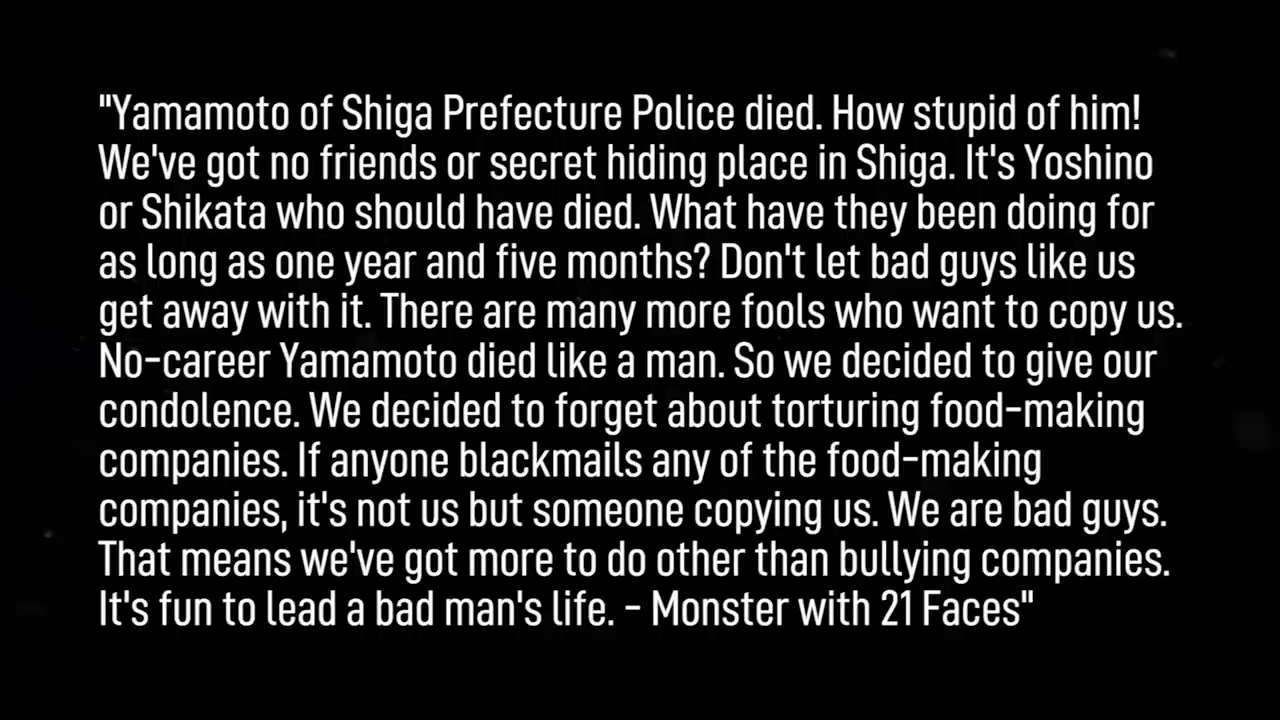 "Yamamoto of Shiga Prefecture Police died. How stupid of him!
We've got no friends or secret hiding place in Shiga. It's Yoshino
or Shikata who should have died. What have they been doing for
as long as one year and five months? Don't let bad guys like us
get away with it. There are many more fools who want to copy us.
No-career Yamamoto died like a man. So we decided to give our
condolence. We decided to forget about torturing food-making
companies. If anyone blackmails any of the food-making
companies, it's not us but someone copying us. We are bad guys.
That means we've got more to do other than bullying companies.
It's fun to lead a bad man's life. - Monster with 21 Faces"